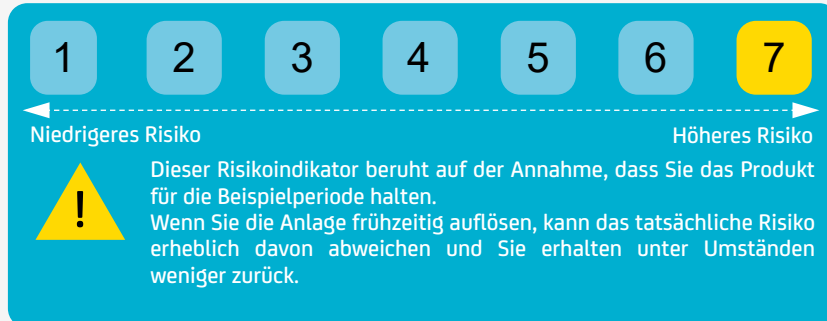 1 2 3 4 5 6 7
Niedrigeres Risiko Höheres Risiko
Dieser Risikoindikator beruht auf der Annahme, dass Sie das Produkt
für die Beispielperiode halten.
!
Wenn Sie die Anlage frühzeitig auflösen, kann das tatsächliche Risiko
erheblich davon abweichen und Sie erhalten unter Umständen
weniger zurück.